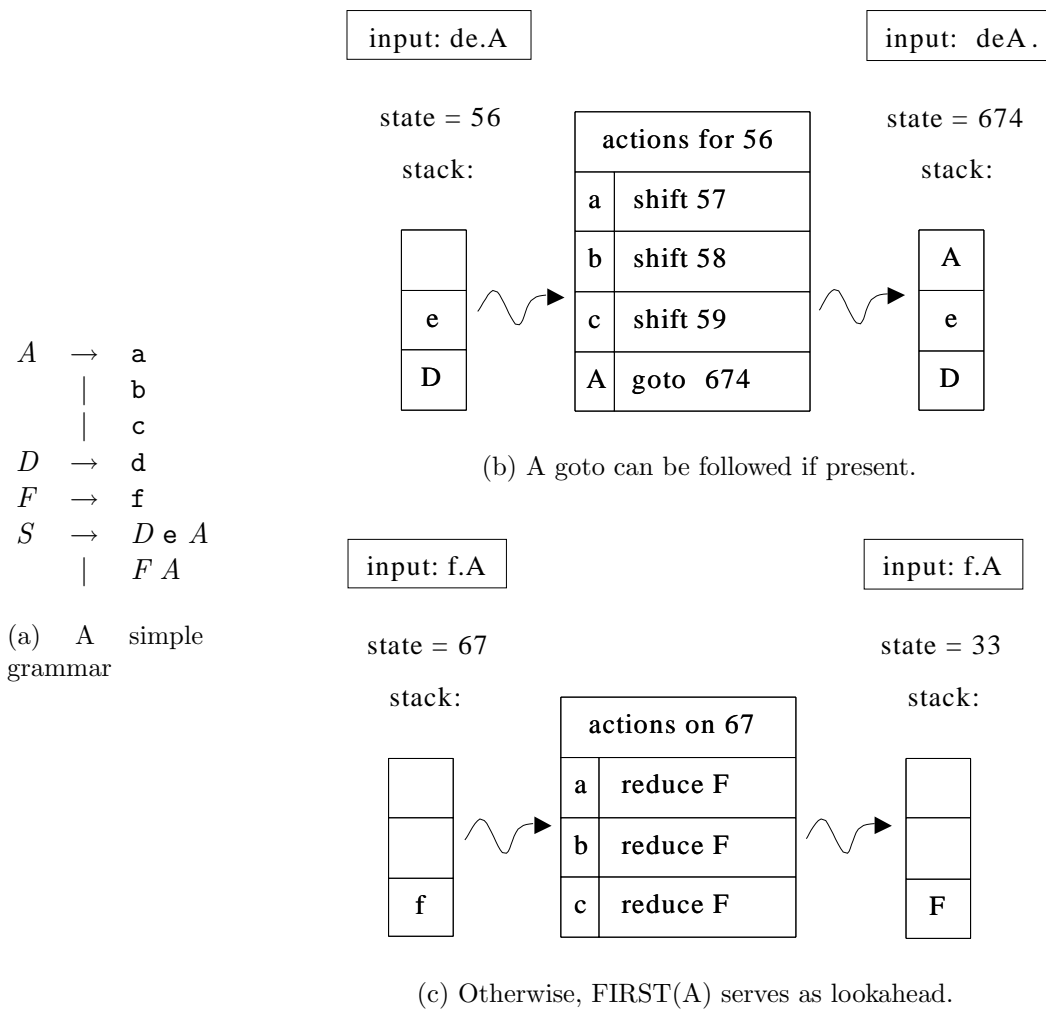 A → a
| b
| c
D → d
F → f
S → D e A
| F A
(a) A simple
grammar
input: de.A
input: deA.
state = 56
state = 674
stack:
stack:
e
D
actions for 56
a shift 57
b shift 58
c shift 59
A goto 674
A
e
D
(b) A goto can be followed if present.
input: f.A
input: f.A
state = 67
state = 33
stack:
stack:
f
actions on 67
a reduce F
b reduce F
c reduce F
F
(c) Otherwise, FIRST(A) serves as lookahead.